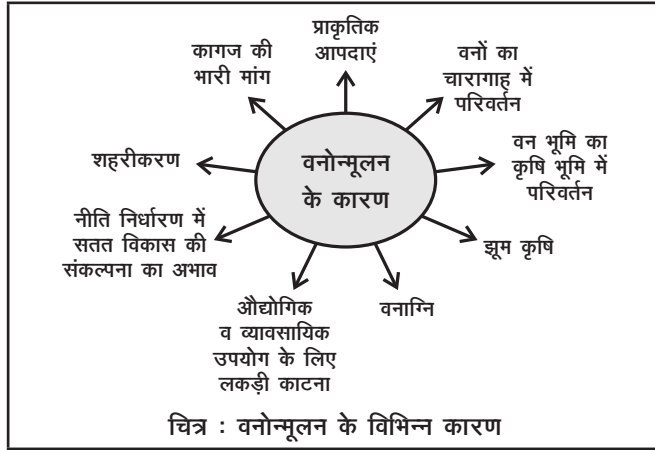 प्राकृतिक
आपदाएं
वनों का
चारागाह में
परिवर्तन
वन भूमि का
कृषि भूमि में
परिवर्तन
झूम कृषि
वनाग्नि
औद्योगिक
व व्यावसायिक
उपयोग के लिए
लकड़ी काटना
नीति निर्धारण में
सतत विकास की
संकल्पना का अभाव
शहरीकरण
कागज की
भारी मांग
वनोन्मूलन
के कारण
चित्र : वनोन्मूलन के विभिन्न कारण